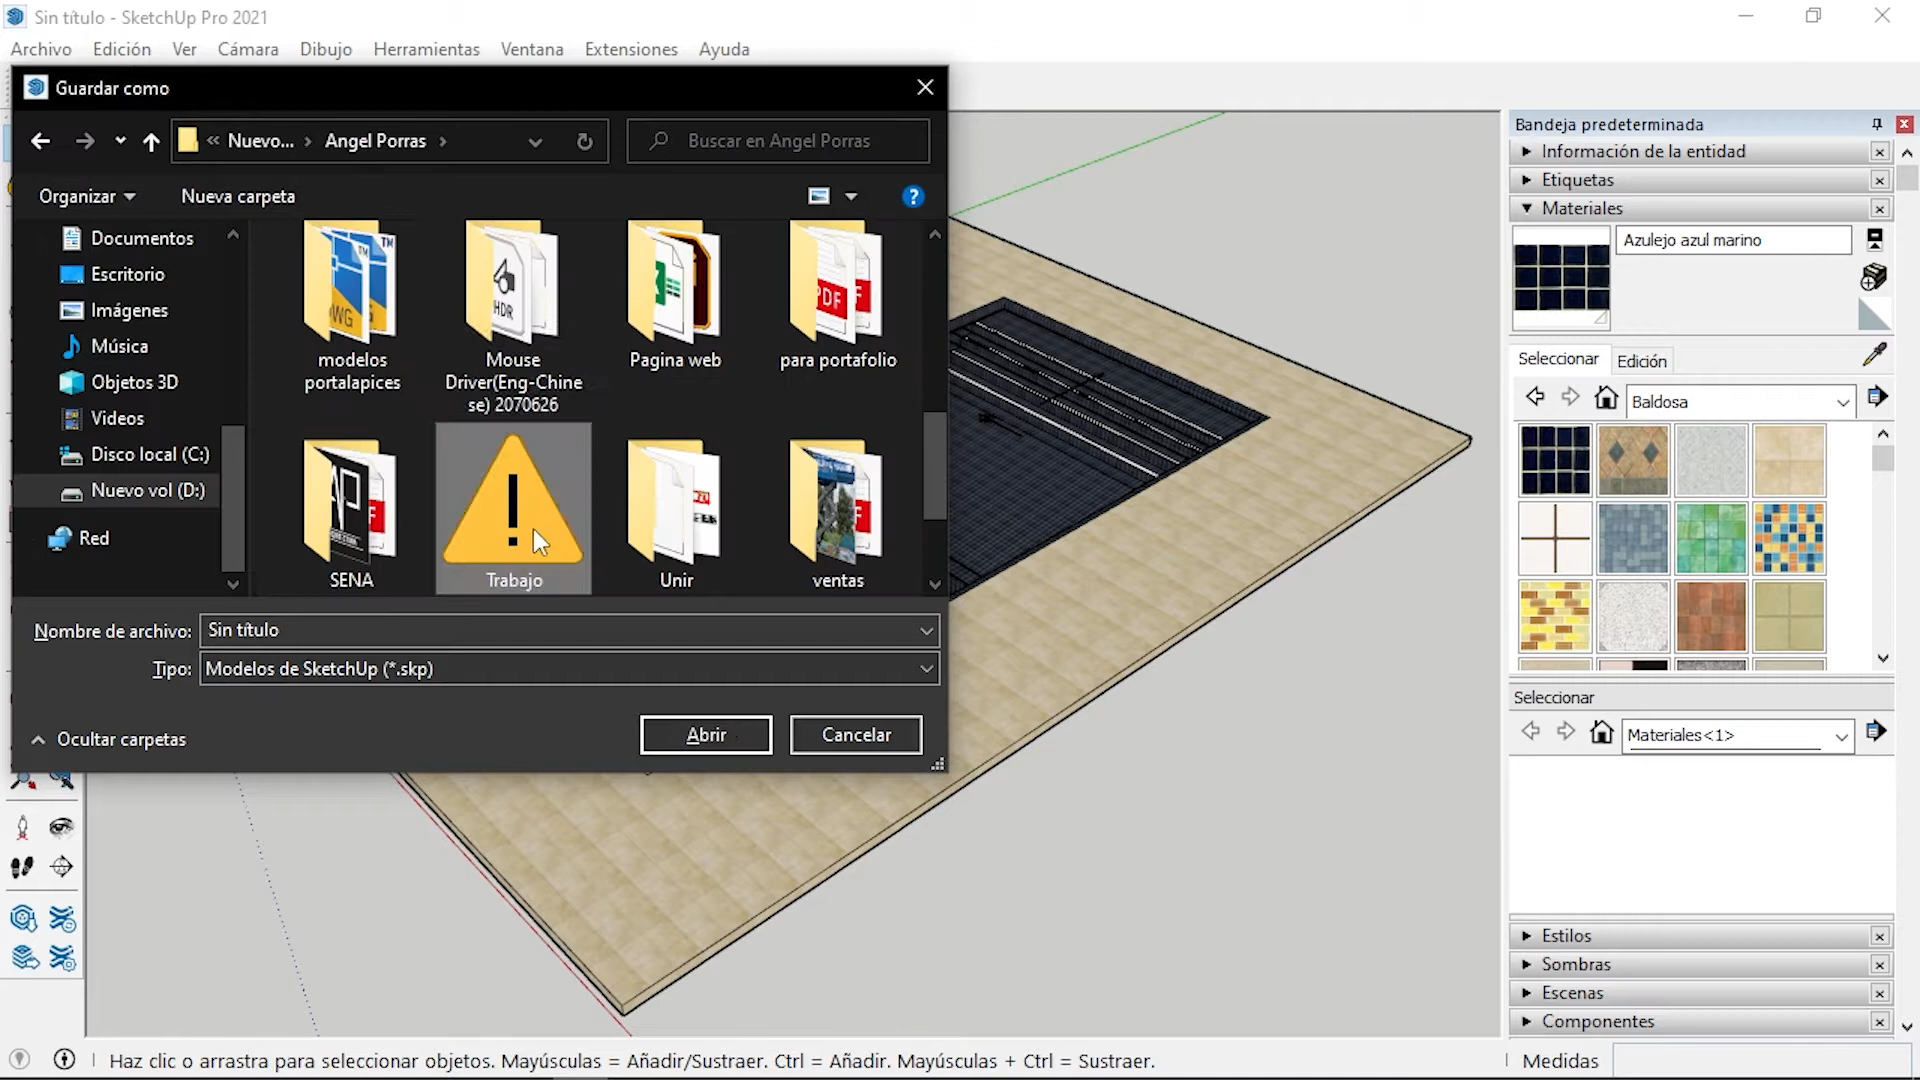 Sin título - SketchUp Pro 2021
Archivo Edición Ver Cámara Dibujo Herramientas Ventana Extensiones Ayuda
Guardar como
« Nuevo... › Angel Porras ›
Buscar en Angel Porras
Organizar
Nueva carpeta
Documentos
Escritorio
Imágenes
Música
Objetos 3D
Videos
Disco local (C:)
Nuevo vol (D:)
Red
TM TM
WG
HDR
PDF
modelos
portalapices
Mouse
Driver(Eng-Chine
se) 2070626
Pagina web
para portafolio
SENA
Trabajo
Unir
ventas
Nombre de archivo: Sin título
Tipo: Modelos de SketchUp (*.skp)
Ocultar carpetas
Abrir
Cancelar
Bandeja predeterminada
Información de la entidad
Etiquetas
Materiales
Azulejo azul marino
Seleccionar
Edición
Baldosa
Seleccionar
Materiales<1>
Estilos
Sombras
Escenas
Componentes
Haz clic o arrastra para seleccionar objetos. Mayúsculas = Añadir/Sustraer. Ctrl = Añadir. Mayúsculas + Ctrl = Sustraer.
Medidas